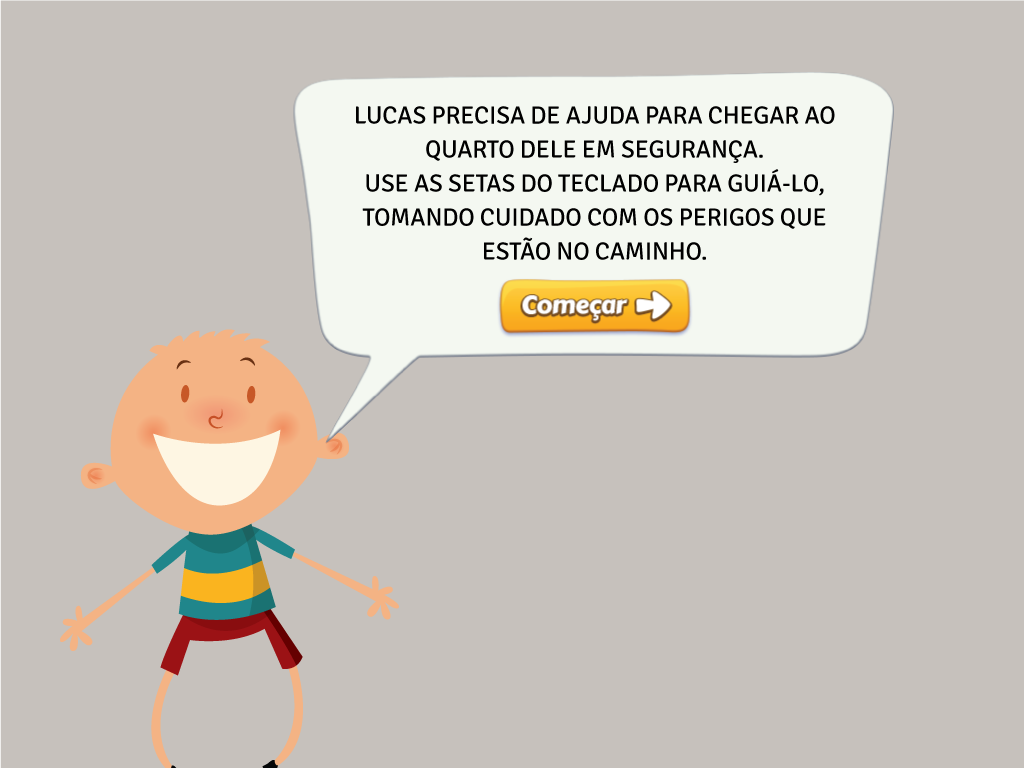 LUCAS PRECISA DE AJUDA PARA CHEGAR AO
QUARTO DELE EM SEGURANÇA.
USE AS SETAS DO TECLADO PARA GUIÁ-LO,
TOMANDO CUIDADO COM OS PERIGOS QUE
ESTÃO NO CAMINHO.
Começar